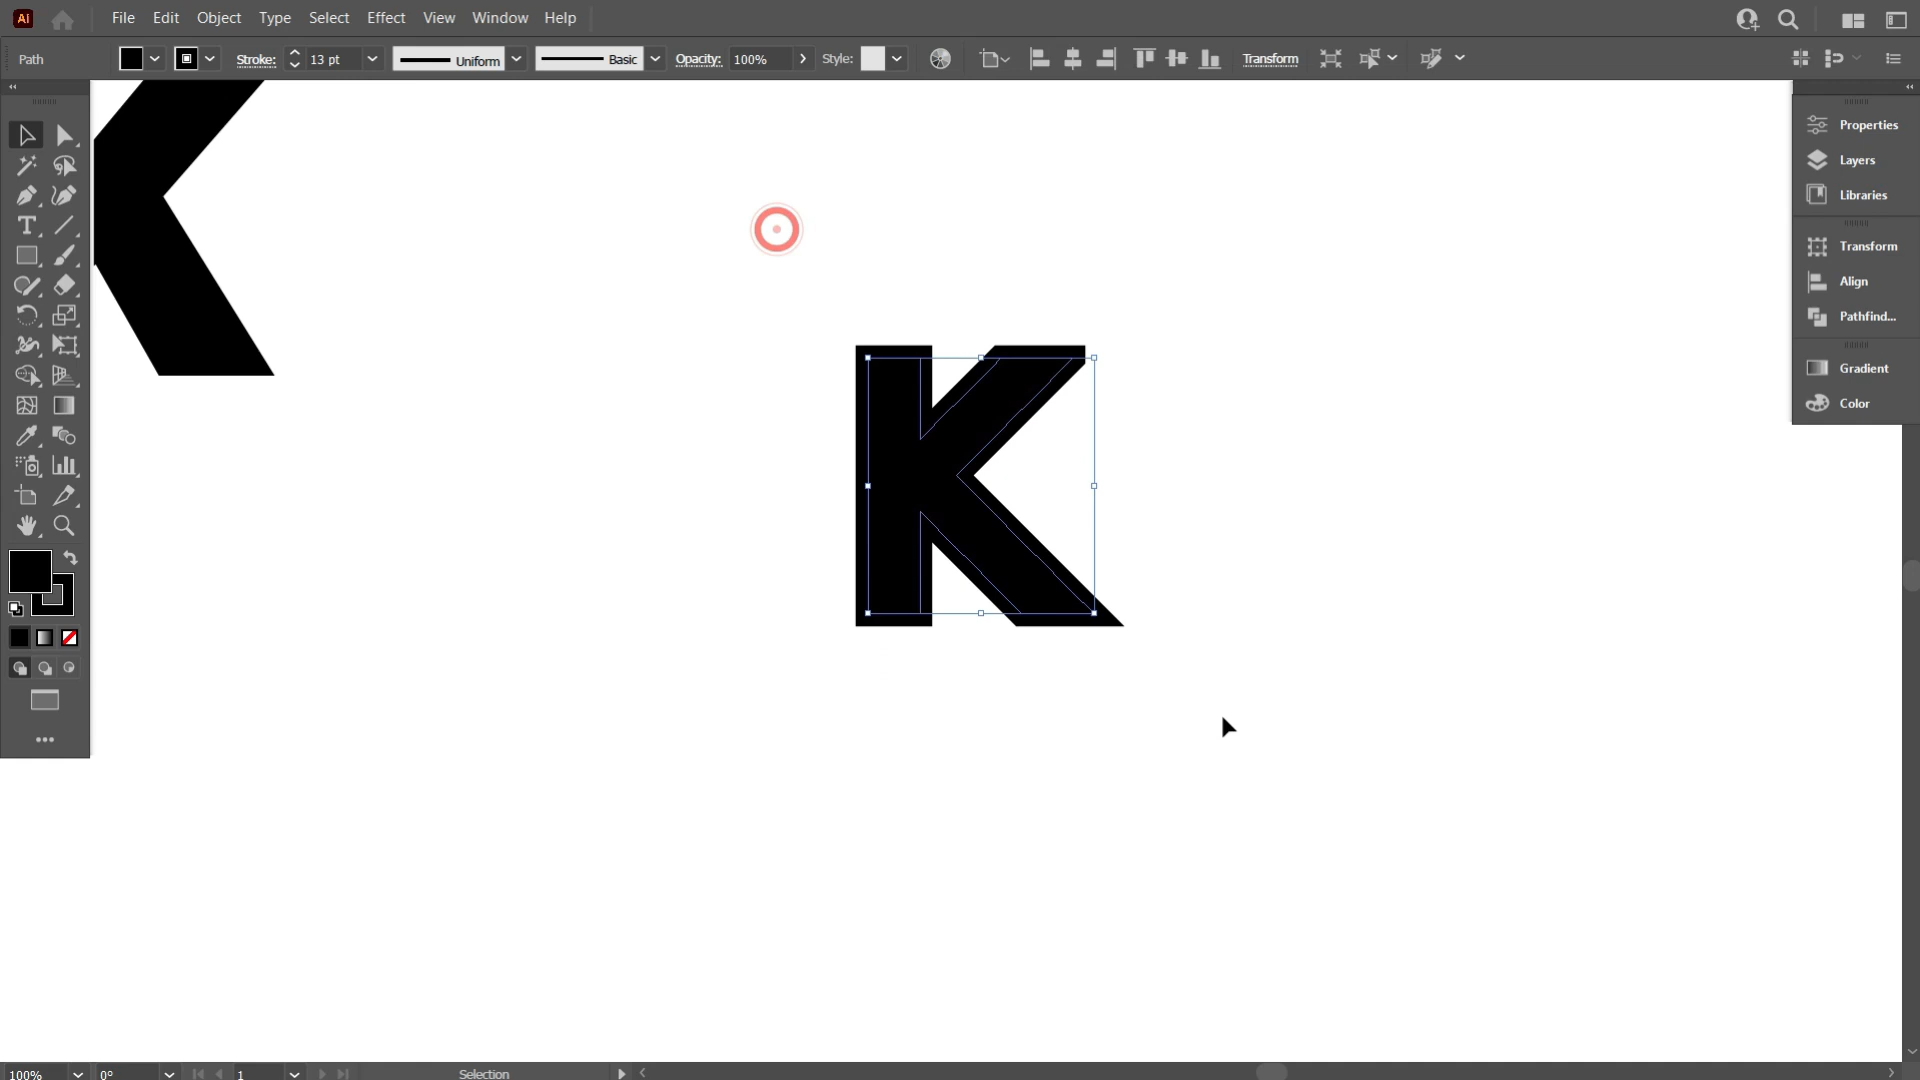 Ai File Edit Object Type Select Effect View Window Help
Path Stroke: 13 pt Uniform Basic Opacity: 100% Style: Transform
Properties
Layers
Libraries
Transform
Align
Pathfind...
Gradient
Color
T
K
100% 0° 1 Selection